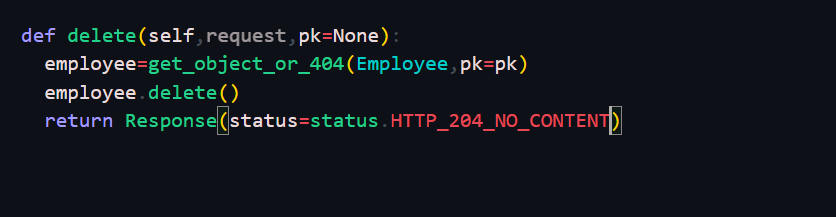 def delete(self,request,pk=None):
  employee=get_object_or_404(Employee,pk=pk)
  employee.delete()
  return Response(status=status.HTTP_204_NO_CONTENT)